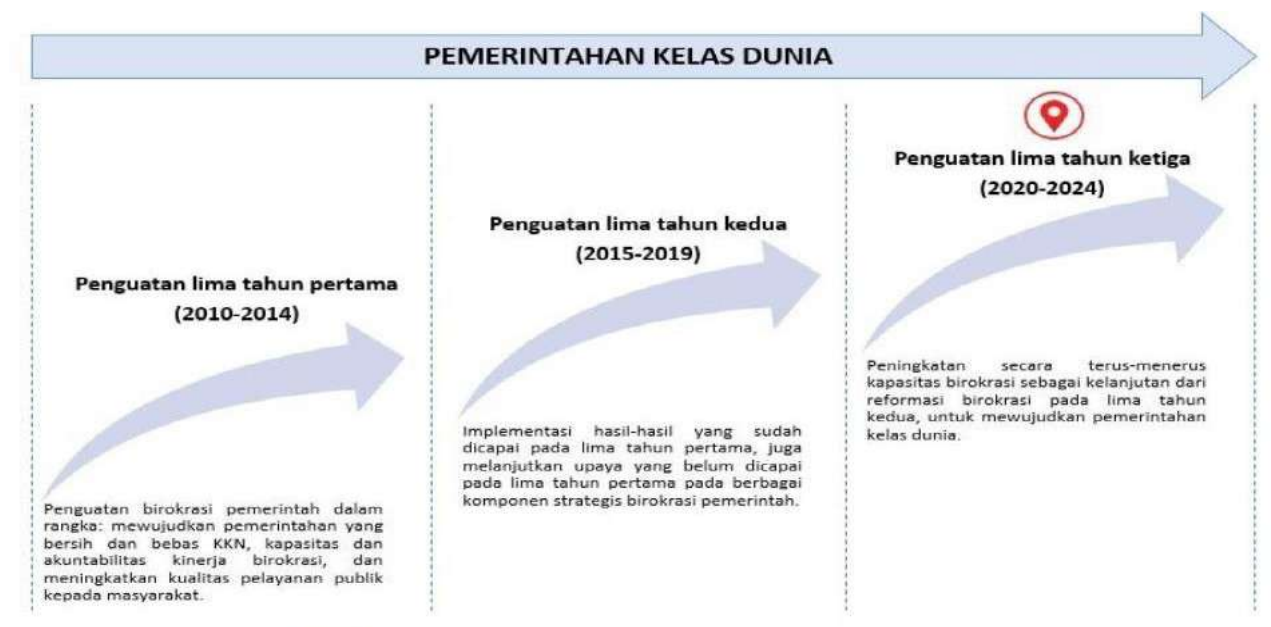 PEMERINTAHAN KELAS DUNIA
Penguatan lima tahun pertama
(2010-2014)
Penguatan birokrasi pemerintah dalam
rangka: mewujudkan pemerintahan yang
bersih dan bebas KKN, kapasitas dan
akuntabilitas kinerja birokrasi, dan
meningkatkan kualitas pelayanan publik
kepada masyarakat.
Penguatan lima tahun kedua
(2015-2019)
Implementasi hasil-hasil yang sudah
dicapai pada lima tahun pertama, juga
melanjutkan upaya yang belum dicapai
pada lima tahun pertama pada berbagai
komponen strategis birokrasi pemerintah.
Penguatan lima tahun ketiga
(2020-2024)
Peningkatan secara terus-menerus
kapasitas birokrasi sebagai kelanjutan dari
reformasi birokrasi pada lima tahun
kedua, untuk mewujudkan pemerintahan
kelas dunia.